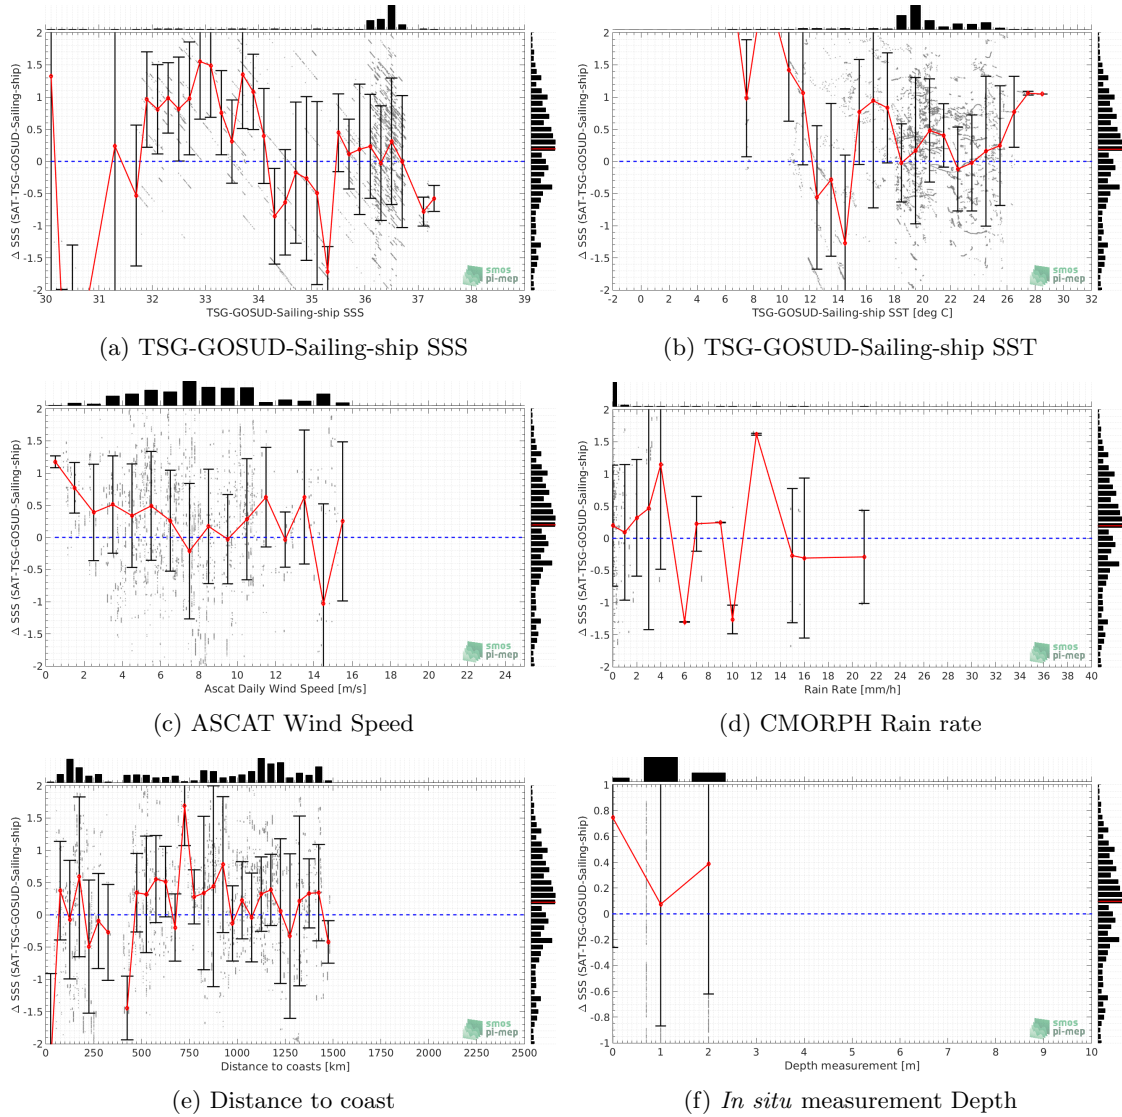 2
1.5
1
0.5
0
-0.5
-1
-1.5
-2
Δ SSS (SAT-TSG-GOSUD-Sailing-ship)
30 31 32 33 34 35 36 37 38 39
TSG-GOSUD-Sailing-ship SSS
smos
pi-mep
(a) TSG-GOSUD-Sailing-ship SSS
2
1.5
1
0.5
0
-0.5
-1
-1.5
-2
Δ SSS (SAT-TSG-GOSUD-Sailing-ship)
-2 0 2 4 6 8 10 12 14 16 18 20 22 24 26 28 30 32
TSG-GOSUD-Sailing-ship SST [deg C]
smos
pi-mep
(b) TSG-GOSUD-Sailing-ship SST
2
1.5
1
0.5
0
-0.5
-1
-1.5
-2
Δ SSS (SAT-TSG-GOSUD-Sailing-ship)
0 2 4 6 8 10 12 14 16 18 20 22 24
Ascat Daily Wind Speed [m/s]
smos
pi-mep
(c) ASCAT Wind Speed
2
1.5
1
0.5
0
-0.5
-1
-1.5
-2
Δ SSS (SAT-TSG-GOSUD-Sailing-ship)
0 2 4 6 8 10 12 14 16 18 20 22 24 26 28 30 32 34 36 38 40
Rain Rate [mm/h]
smos
pi-mep
(d) CMORPH Rain rate
2
1.5
1
0.5
0
-0.5
-1
-1.5
-2
Δ SSS (SAT-TSG-GOSUD-Sailing-ship)
0 250 500 750 1000 1250 1500 1750 2000 2250 2500
Distance to coasts [km]
smos
pi-mep
(e) Distance to coast
1
0.8
0.6
0.4
0.2
0
-0.2
-0.4
-0.6
-0.8
-1
Δ SSS (SAT-TSG-GOSUD-Sailing-ship)
0 1 2 3 4 5 6 7 8 9 10
Depth measurement [m]
smos
pi-mep
(f) In situ measurement Depth